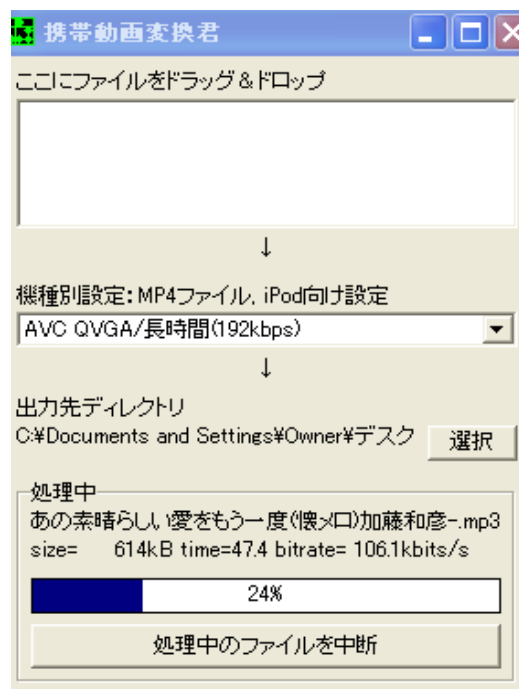 携帯動画変換君
ここにファイルをドラッグ&ドロップ
↓
機種別設定: MP4ファイル, iPod向け設定
AVC QVGA/長時間(192kbps)
↓
出力先ディレクトリ
C:¥Documents and Settings¥Owner¥デスク
選択
処理中
あの素晴らしい愛をもう一度(懐メロ)加藤和彦-.mp3
size= 614kB time=47.4 bitrate= 106.1kbits/s
24%
処理中のファイルを中断